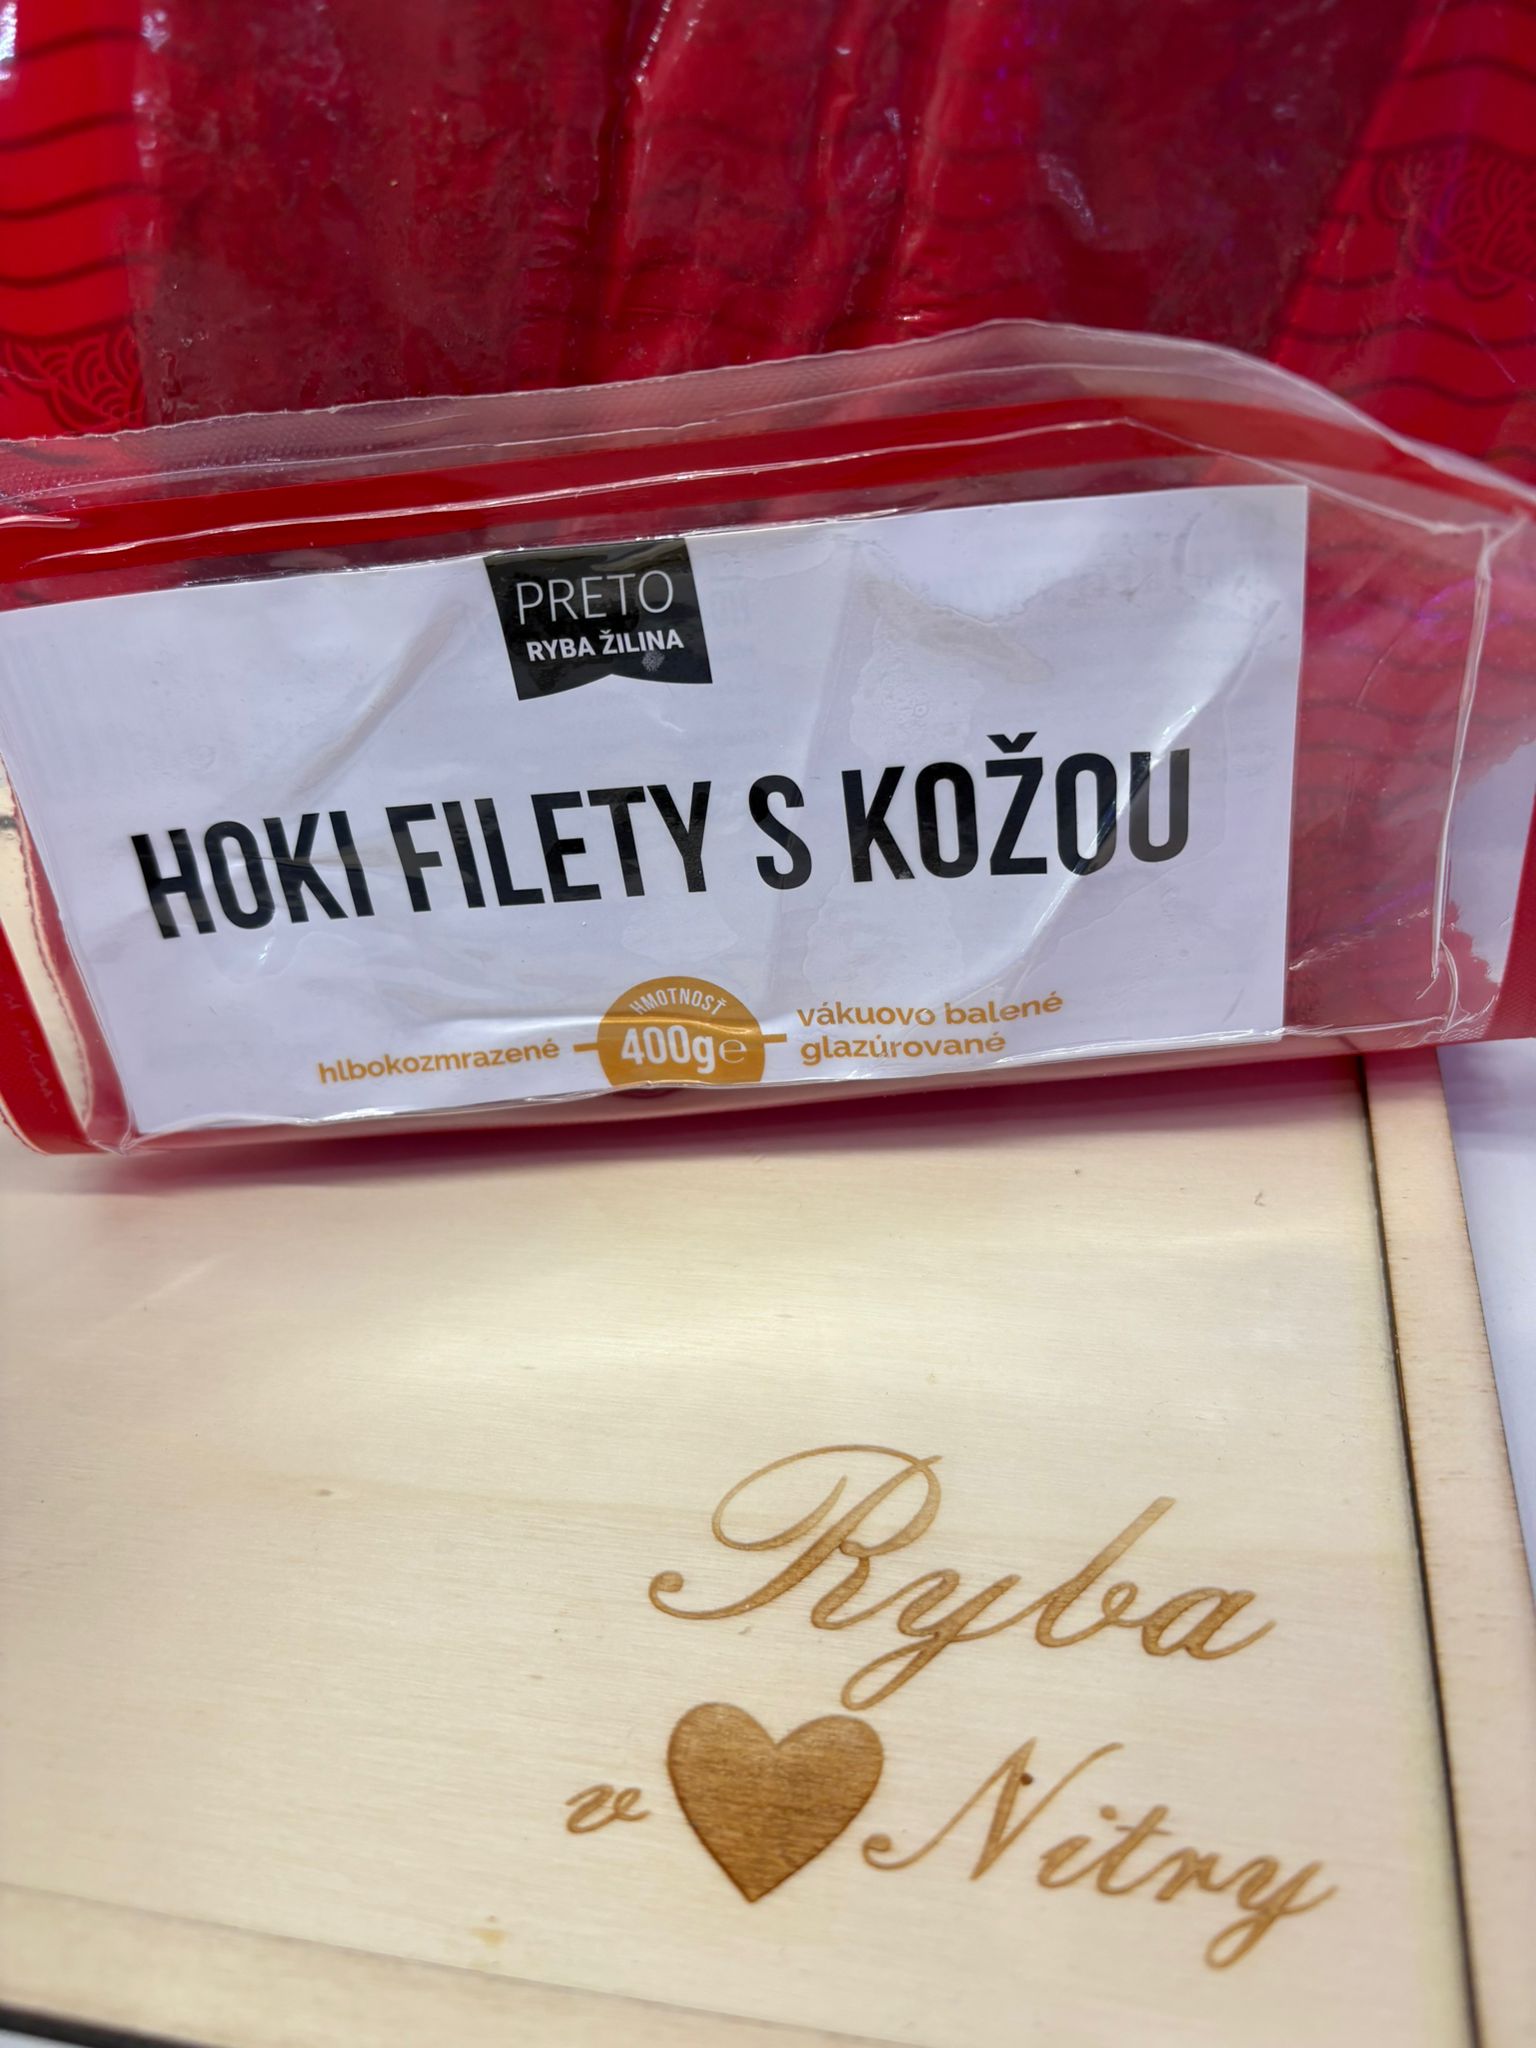 PRETO
RYBA ŽILINA
HOKI FILETY S KOŽOU
HMOTNOSŤ
hlbokozmrazené
400g℮
vákuovo balené
glazúrované
Ryba
v
Nitry